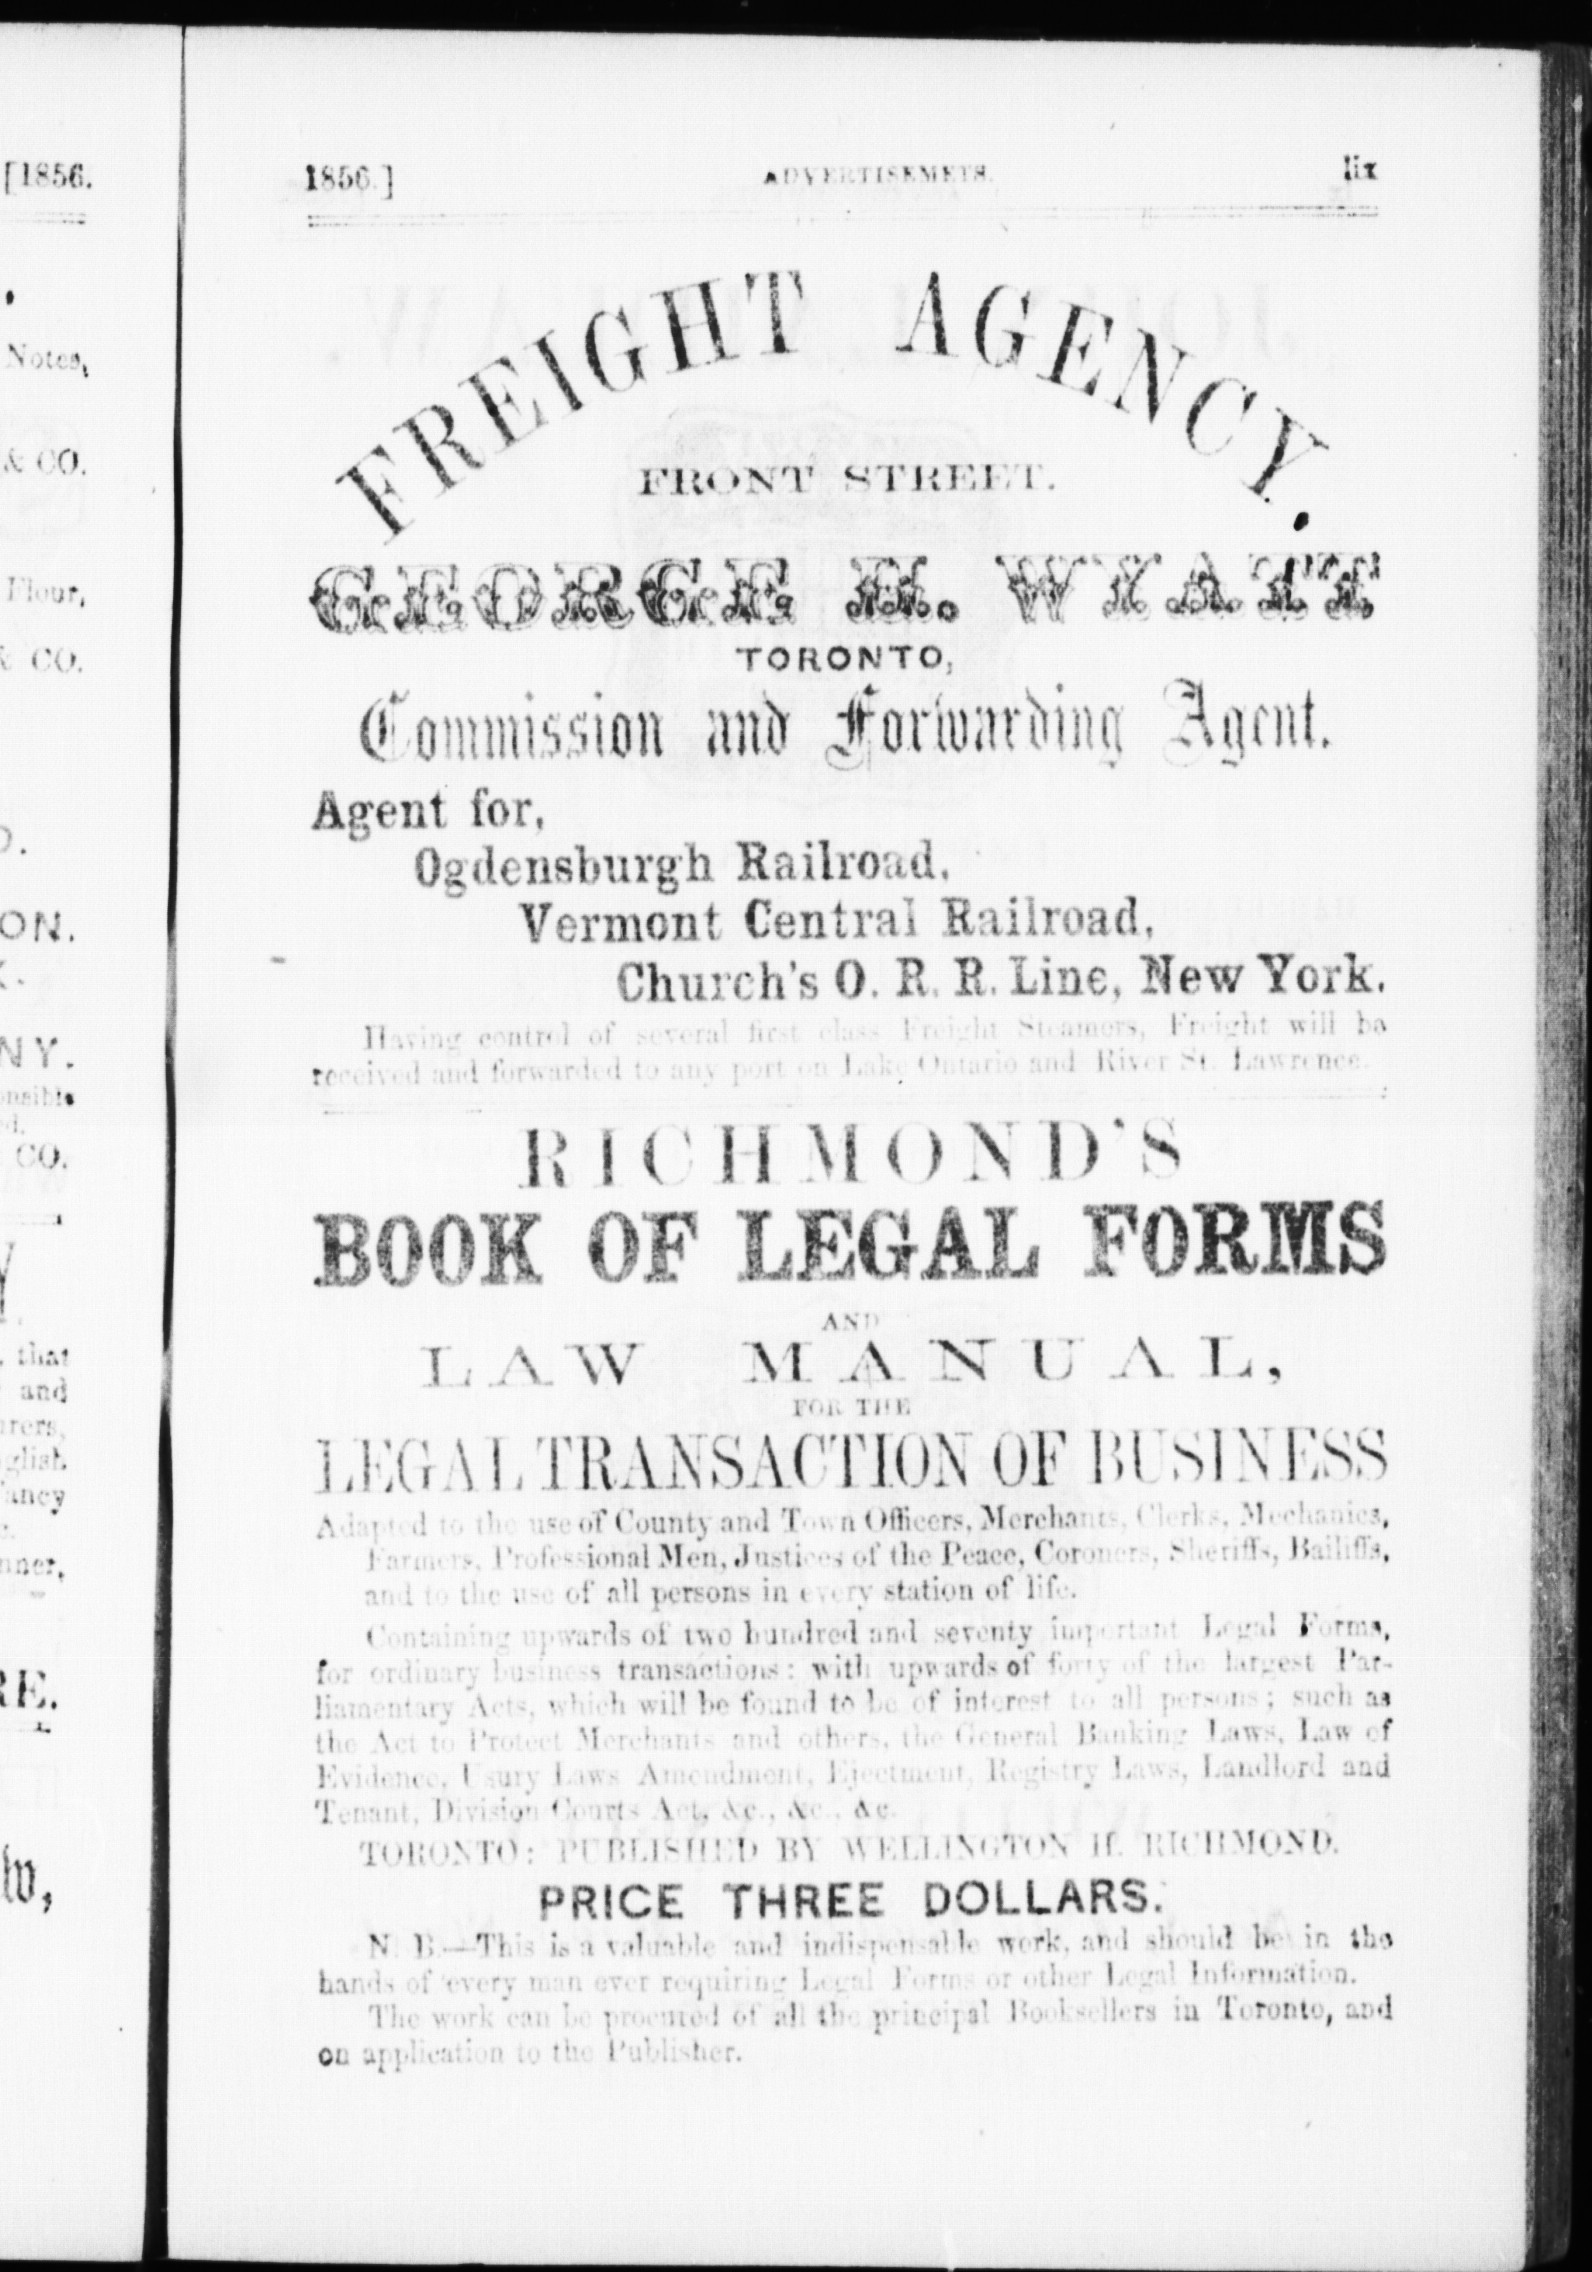 [1856.
Notes,
& CO.
Flour,
& CO.
ON.
NY.
onsible
ed.
CO.
Y
that
and
urers,
glish
ancy
nner,
RE.
w,
1856.] ADVERTISEMETS. lix
FREIGHT AGENCY.
FRONT STREET.
GEORGE H. WYATT
TORONTO,
Commission and Forwarding Agent.
Agent for,
Ogdensburgh Railroad,
Vermont Central Railroad,
Church's O. R. R. Line, New York.
Having control of several first class Freight Steamers, Freight will be
received and forwarded to any port on Lake Ontario and River St. Lawrence.
RICHMOND'S
BOOK OF LEGAL FORMS
AND
LAW MANUAL,
FOR THE
LEGAL TRANSACTION OF BUSINESS
Adapted to the use of County and Town Officers, Merchants, Clerks, Mechanics,
Farmers, Professional Men, Justices of the Peace, Coroners, Sheriffs, Bailiffs,
and to the use of all persons in every station of life.
Containing upwards of two hundred and seventy important Legal Forms,
for ordinary business transactions: with upwards of forty of the largest Par-
liamentary Acts, which will be found to be of interest to all persons; such as
the Act to Protect Merchants and others, the General Banking Laws, Law of
Evidence, Usury Laws Amendment, Ejectment, Registry Laws, Landlord and
Tenant, Division Courts Act, &c., &c., &c.
TORONTO: PUBLISHED BY WELLINGTON H. RICHMOND.
PRICE THREE DOLLARS.
N. B.—This is a valuable and indispensable work, and should be in the
hands of every man ever requiring Legal Forms or other Legal Information.
The work can be procured of all the principal Booksellers in Toronto, and
on application to the Publisher.